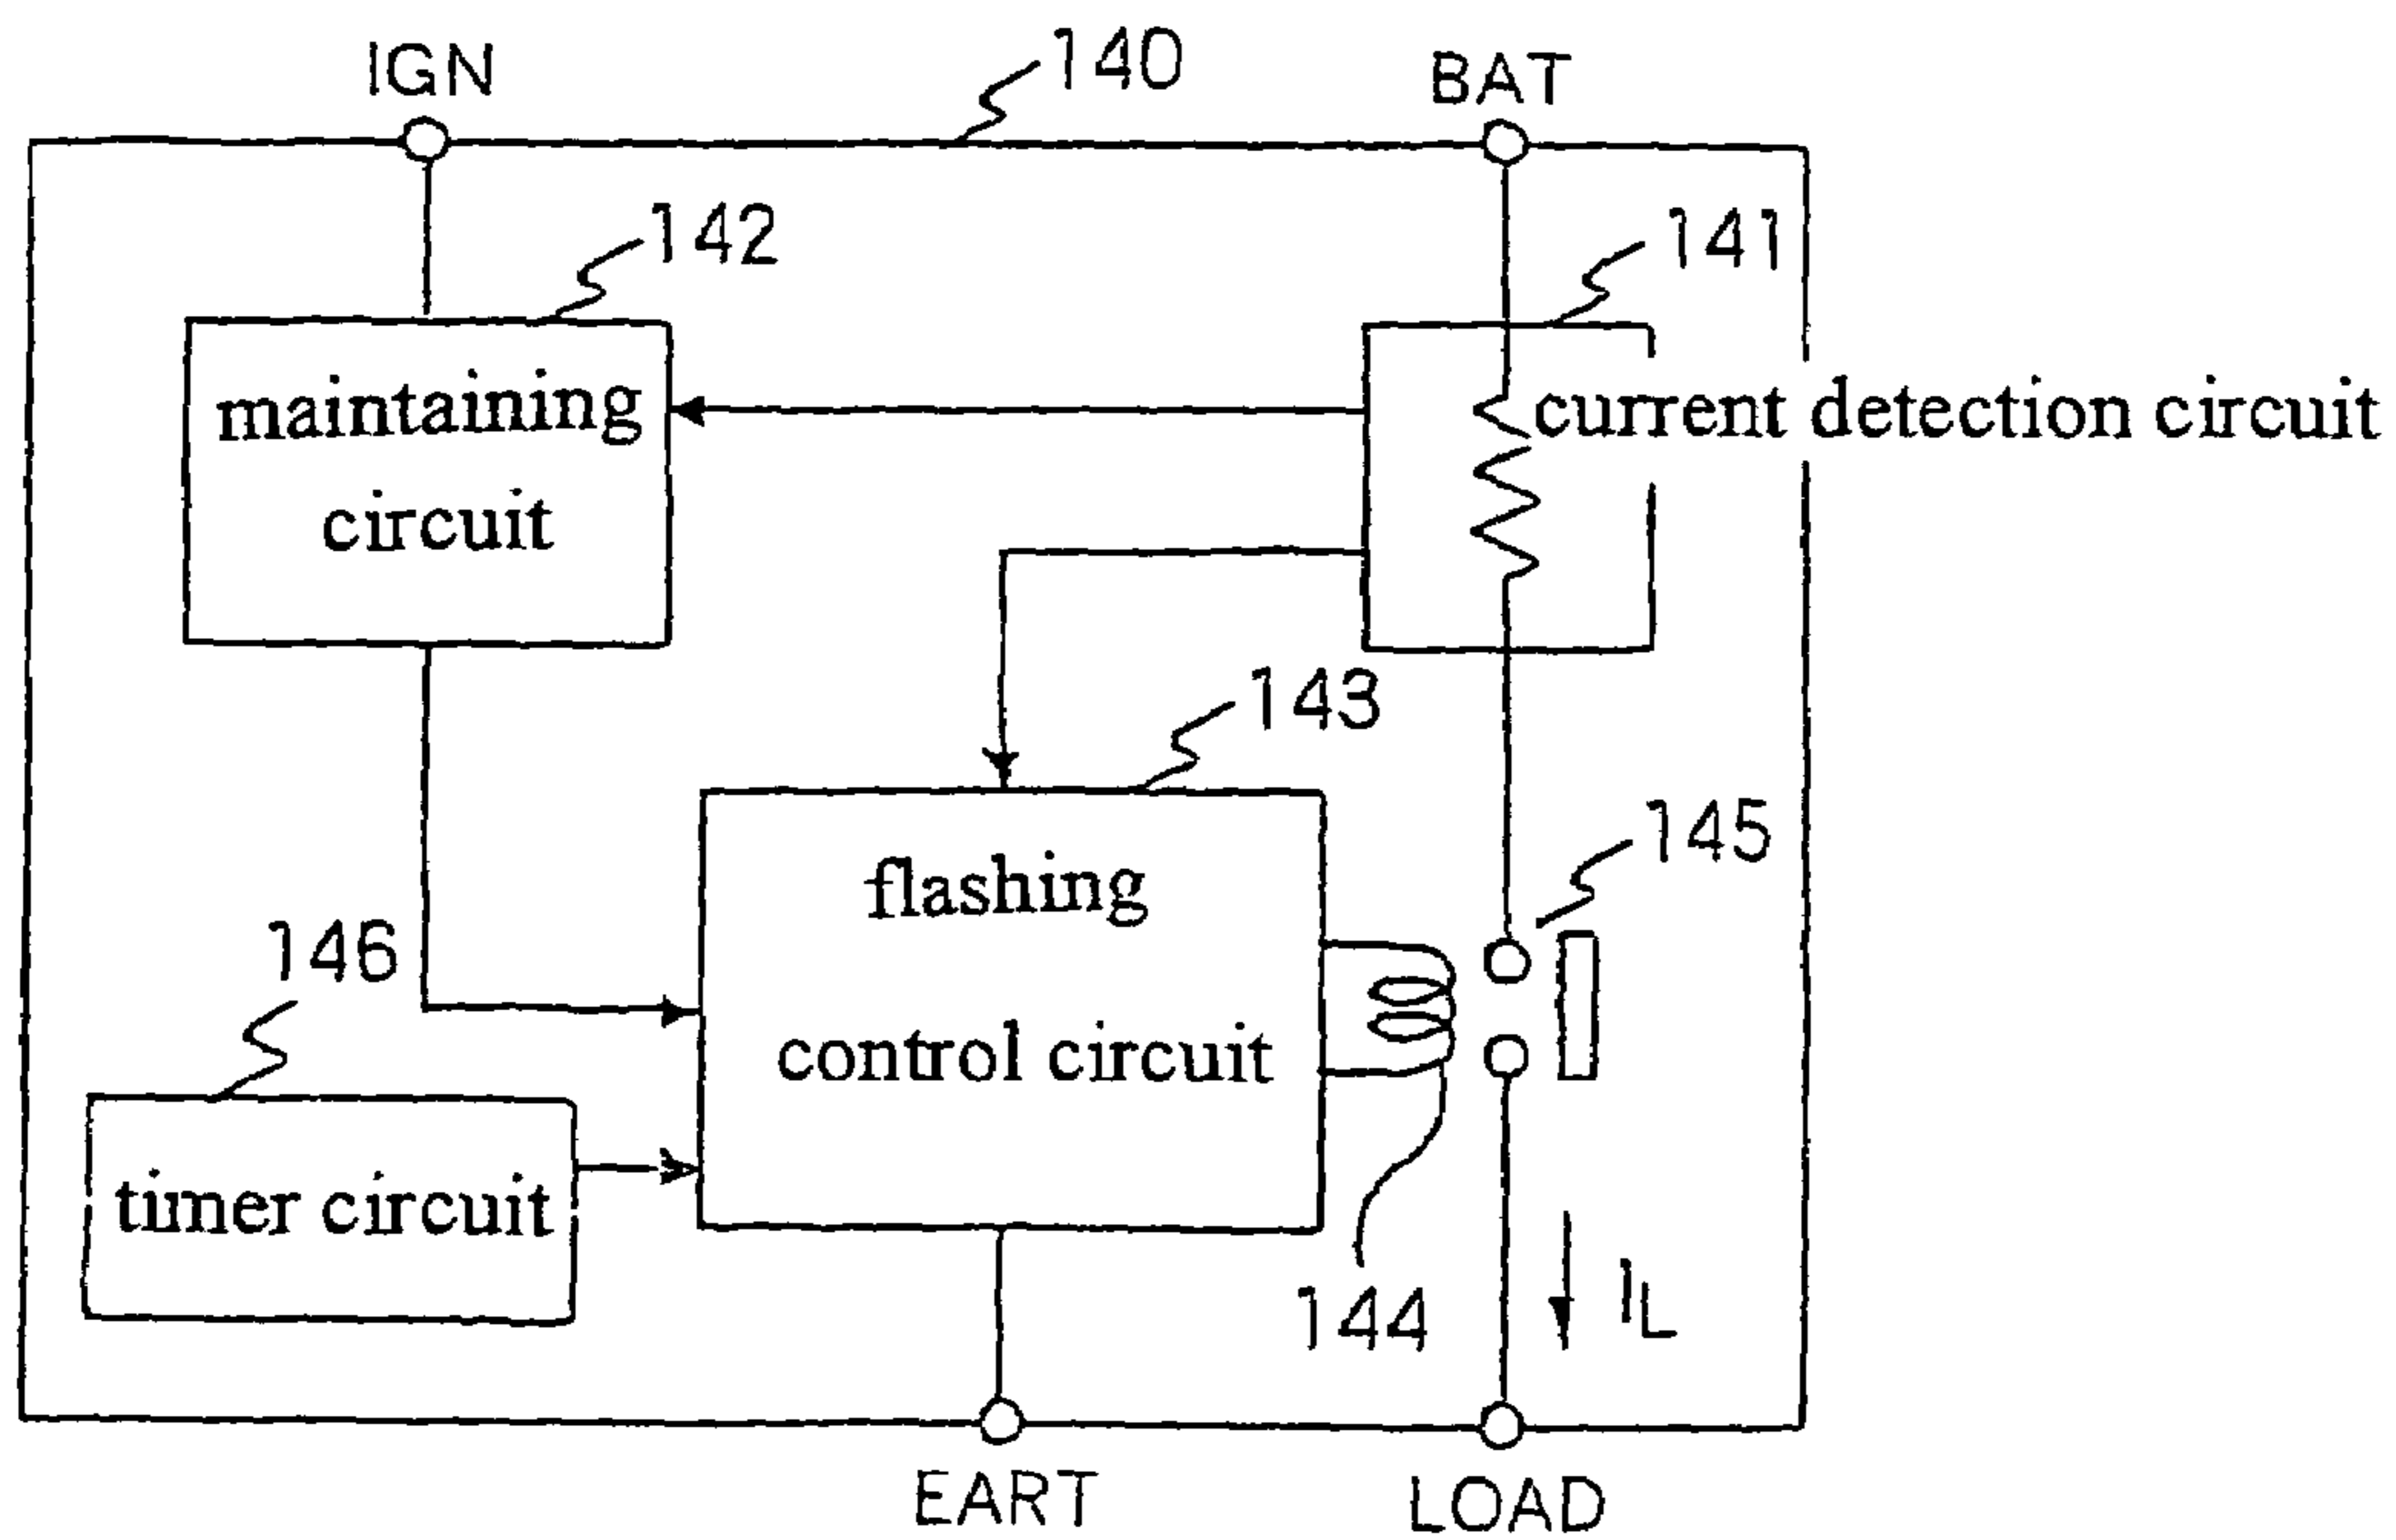 IGN
140
BAT
142
141
maintaining
circuit
current detection circuit
143
flashing
control circuit
145
146
timer circuit
144
IL
EART
LOAD